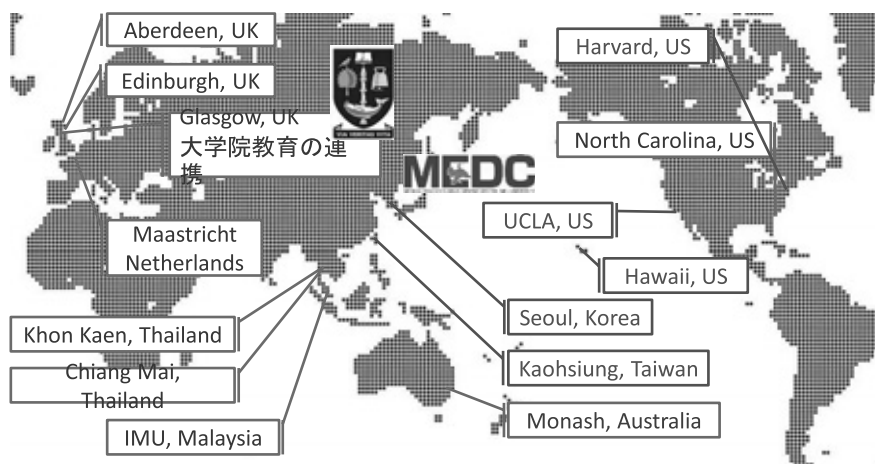 Aberdeen, UK
Edinburgh, UK
Glasgow, UK
大学院教育の連
携
MEDC
Harvard, US
North Carolina, US
UCLA, US
Hawaii, US
Maastricht
Netherlands
Khon Kaen, Thailand
Chiang Mai,
Thailand
IMU, Malaysia
Seoul, Korea
Kaohsiung, Taiwan
Monash, Australia